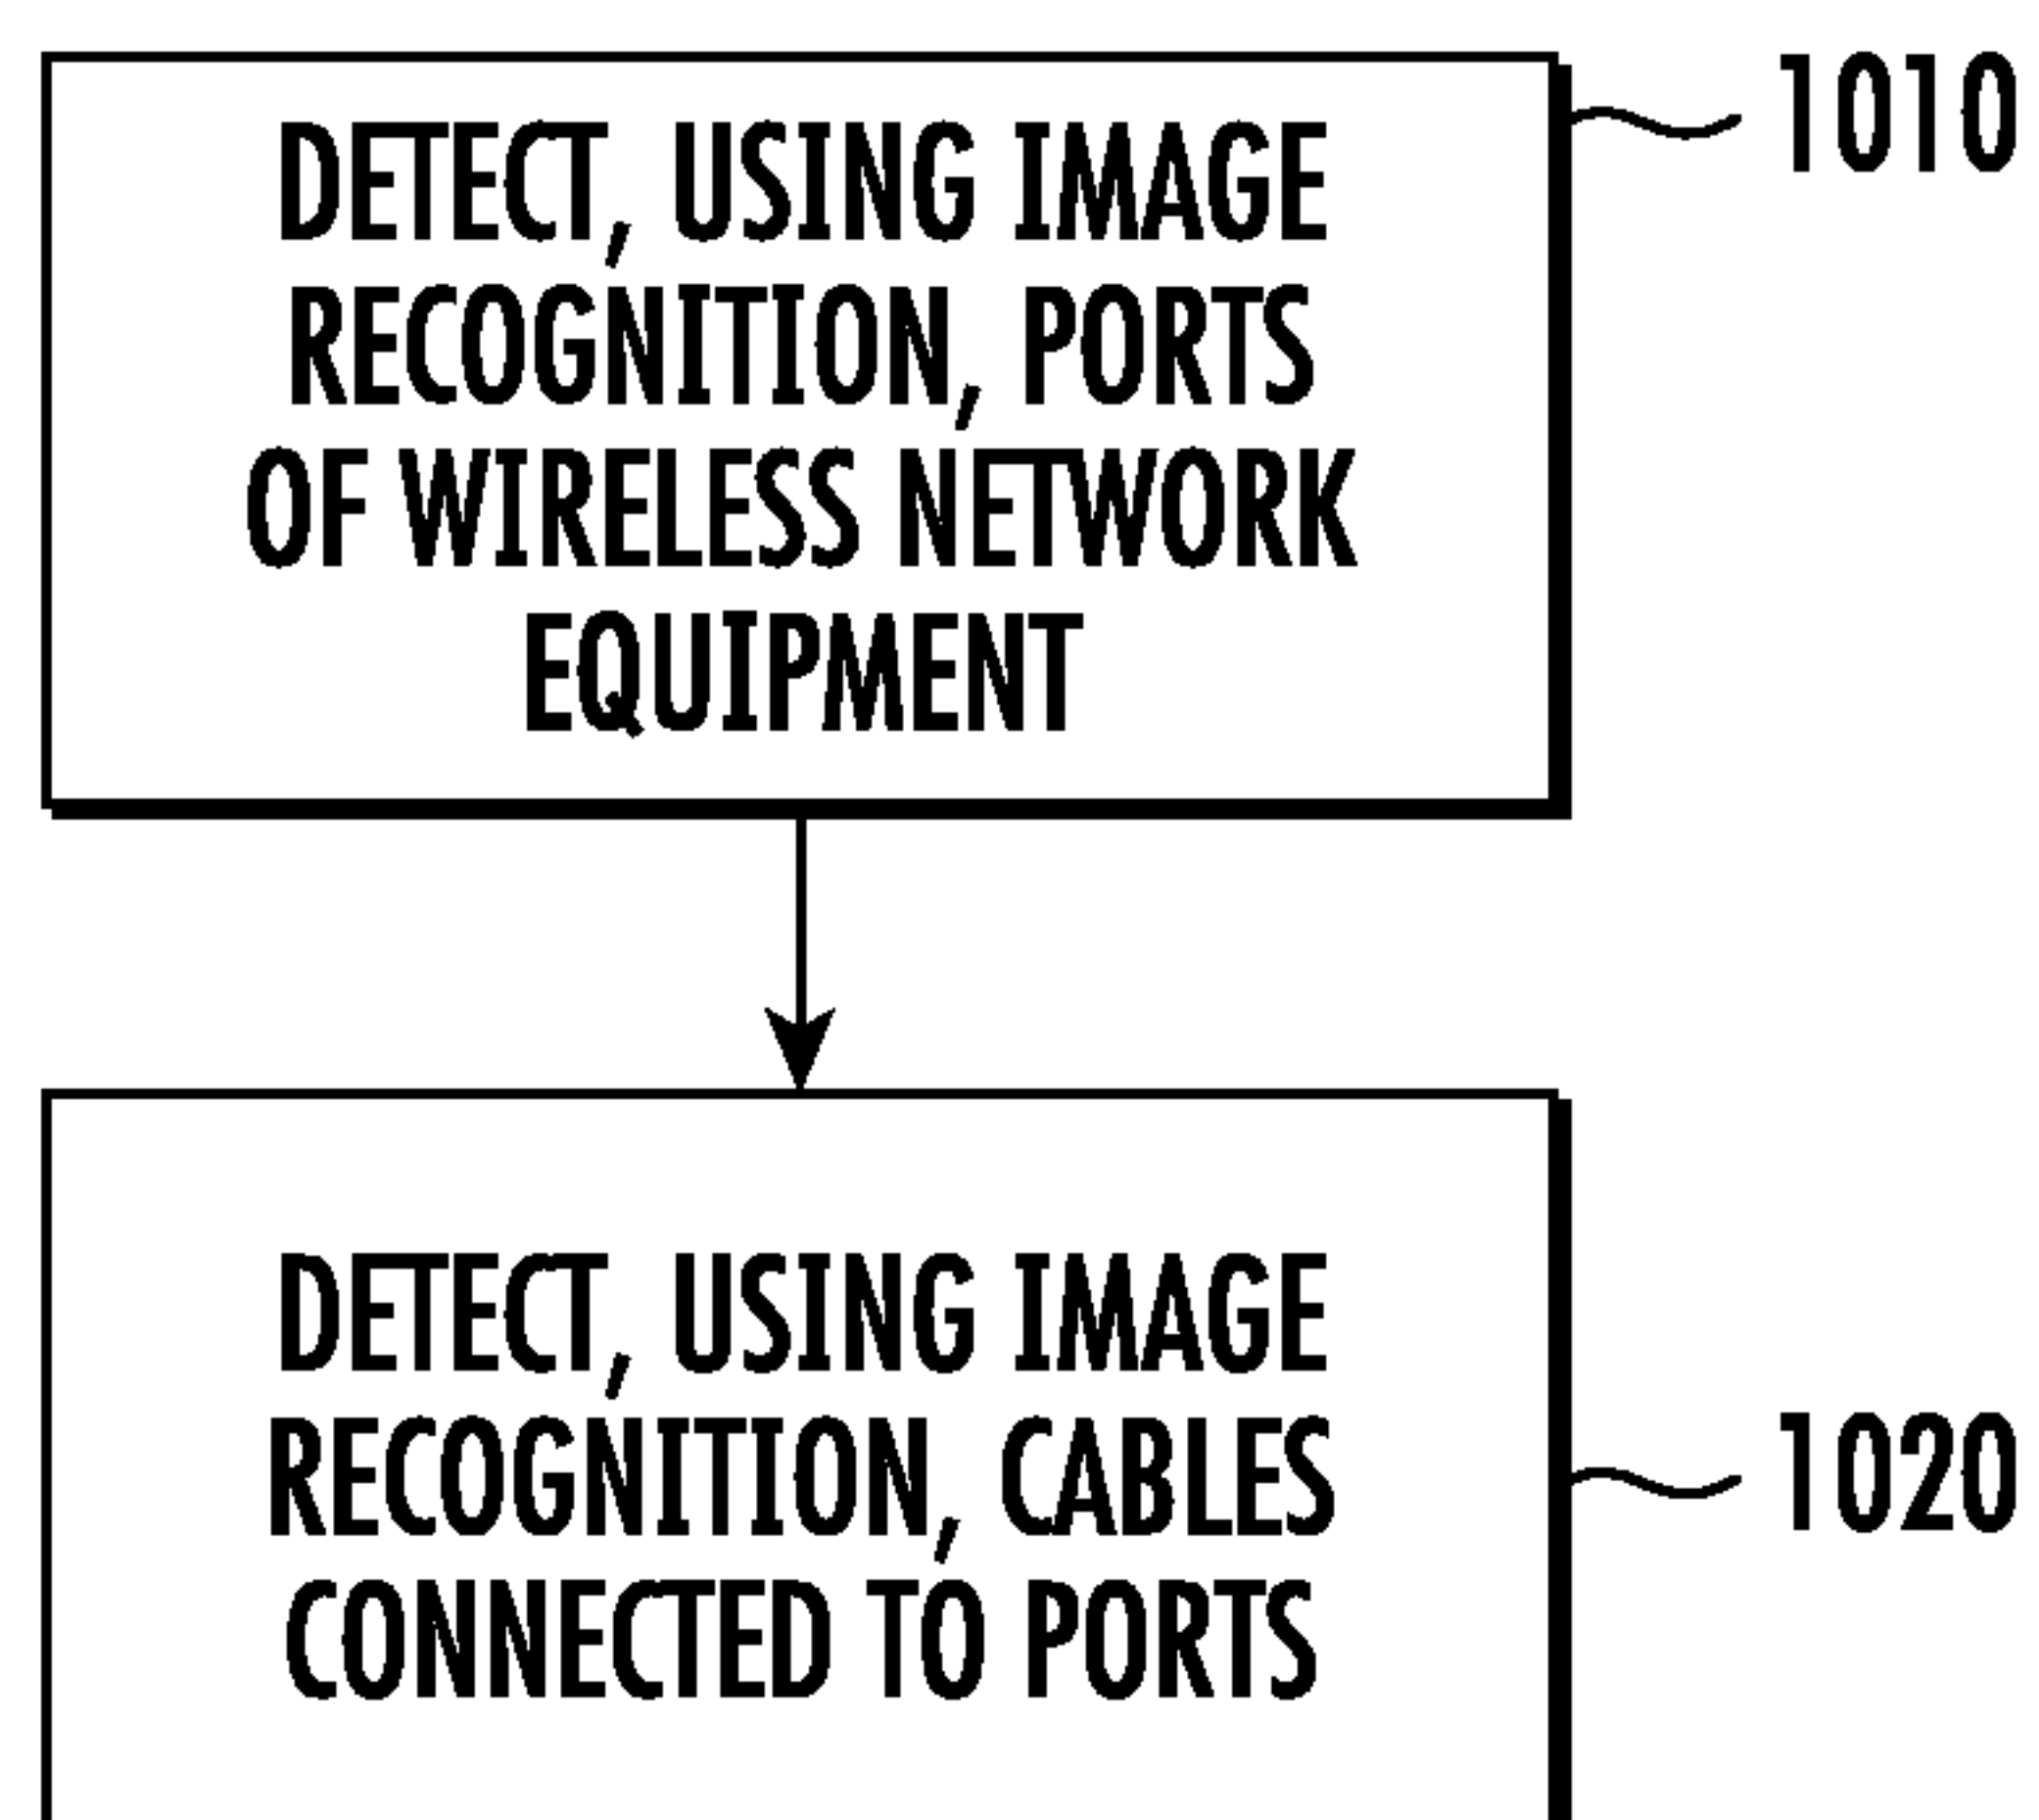 DETECT, USING IMAGE
RECOGNITION, PORTS
OF WIRELESS NETWORK
EQUIPMENT
1010
DETECT, USING IMAGE
RECOGNITION, CABLES
CONNECTED TO PORTS
1020